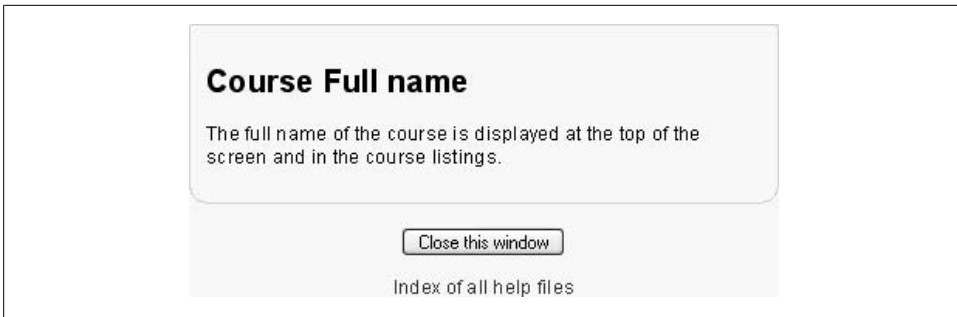 Course Full name
The full name of the course is displayed at the top of the
screen and in the course listings.
Close this window
Index of all help files